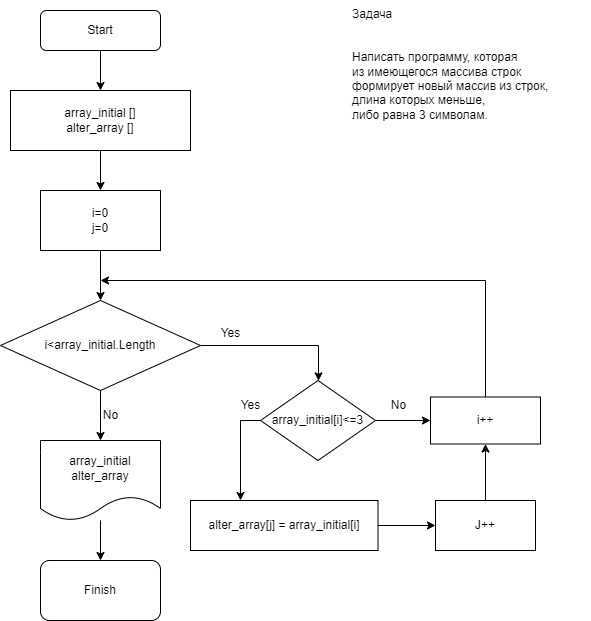 Start
Задача
Написать программу, которая
из имеющегося массива строк
формирует новый массив из строк,
длина которых меньше,
либо равна 3 символам.
array_initial []
alter_array []
i=0
j=0
i<array_initial.Length
Yes
Yes
array_initial[i]<=3
No
i++
No
array_initial
alter_array
alter_array[j] = array_initial[i]
J++
Finish